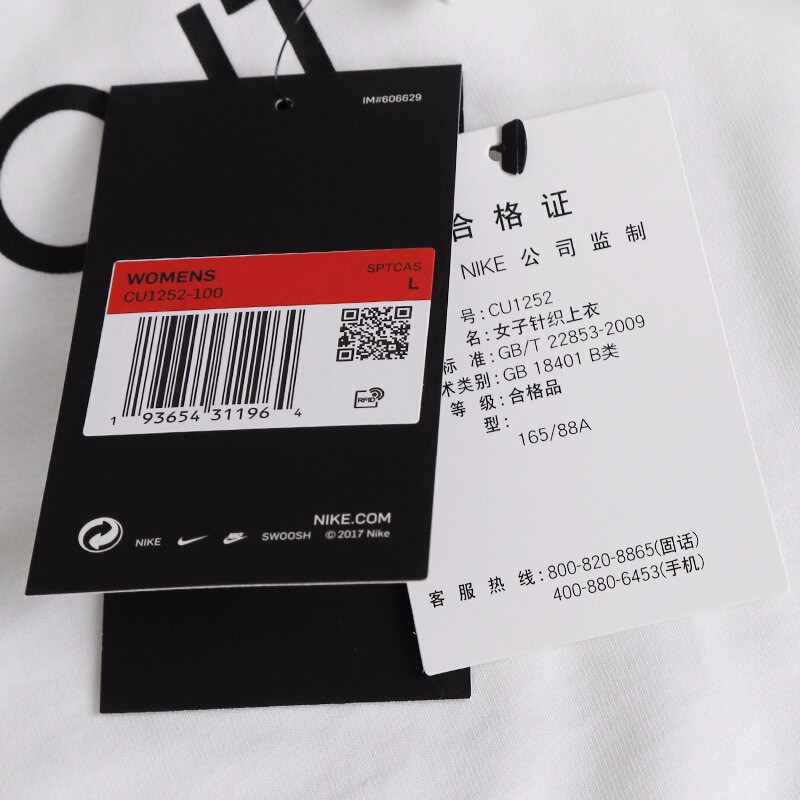 IM#606629
WOMENS
SPTCAS
CU1252-100
L
1 93654 31196 4
RFID
NIKE
SWOOSH
NIKE.COM
© 2017 Nike
合格证
NIKE 公司监制
号:CU1252
名:女子针织上衣
标 准:GB/T 22853-2009
术类别:GB 18401 B类
等 级:合格品
型:
165/88A
客服热线:800-820-8865(固话)
400-880-6453(手机)